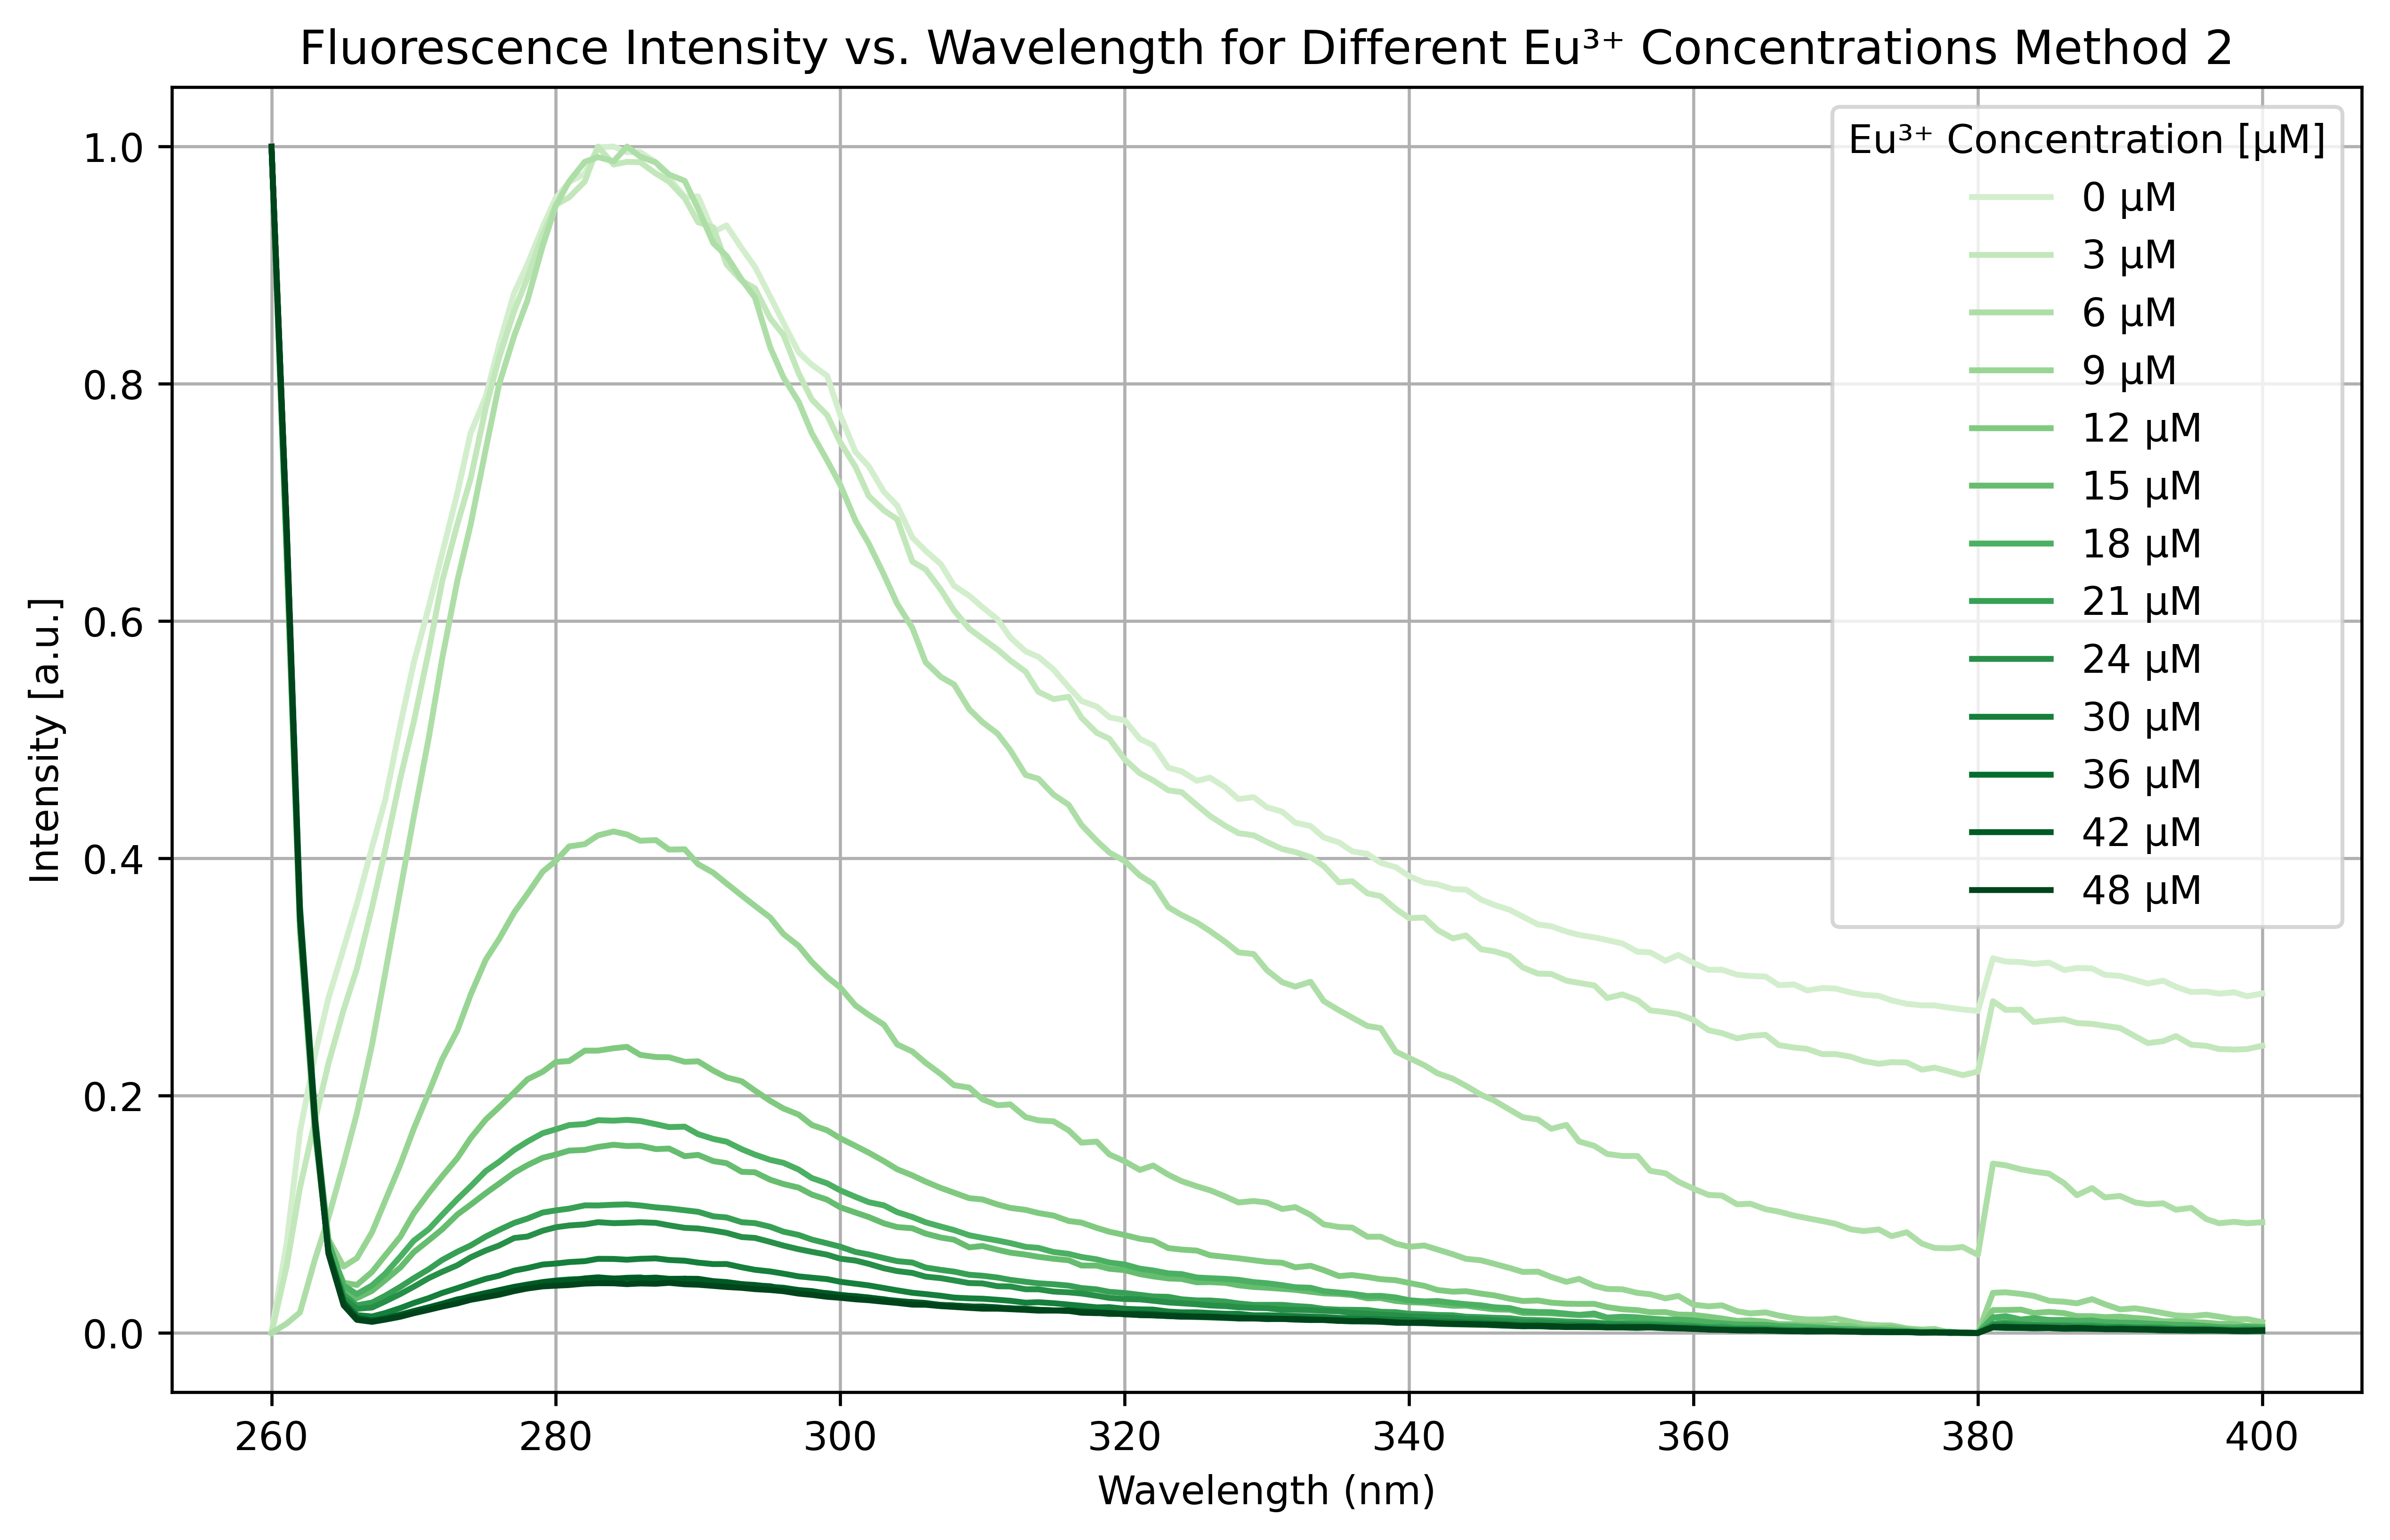 Fluorescence Intensity vs. Wavelength for Different Eu³⁺ Concentrations Method 2
Eu³⁺ Concentration [μM]
0 μM
3 μM
6 μM
9 μM
12 μM
15 μM
18 μM
21 μM
24 μM
30 μM
36 μM
42 μM
48 μM
Intensity [a.u.]
1.0
0.8
0.6
0.4
0.2
0.0
260 280 300 320 340 360 380 400
Wavelength (nm)